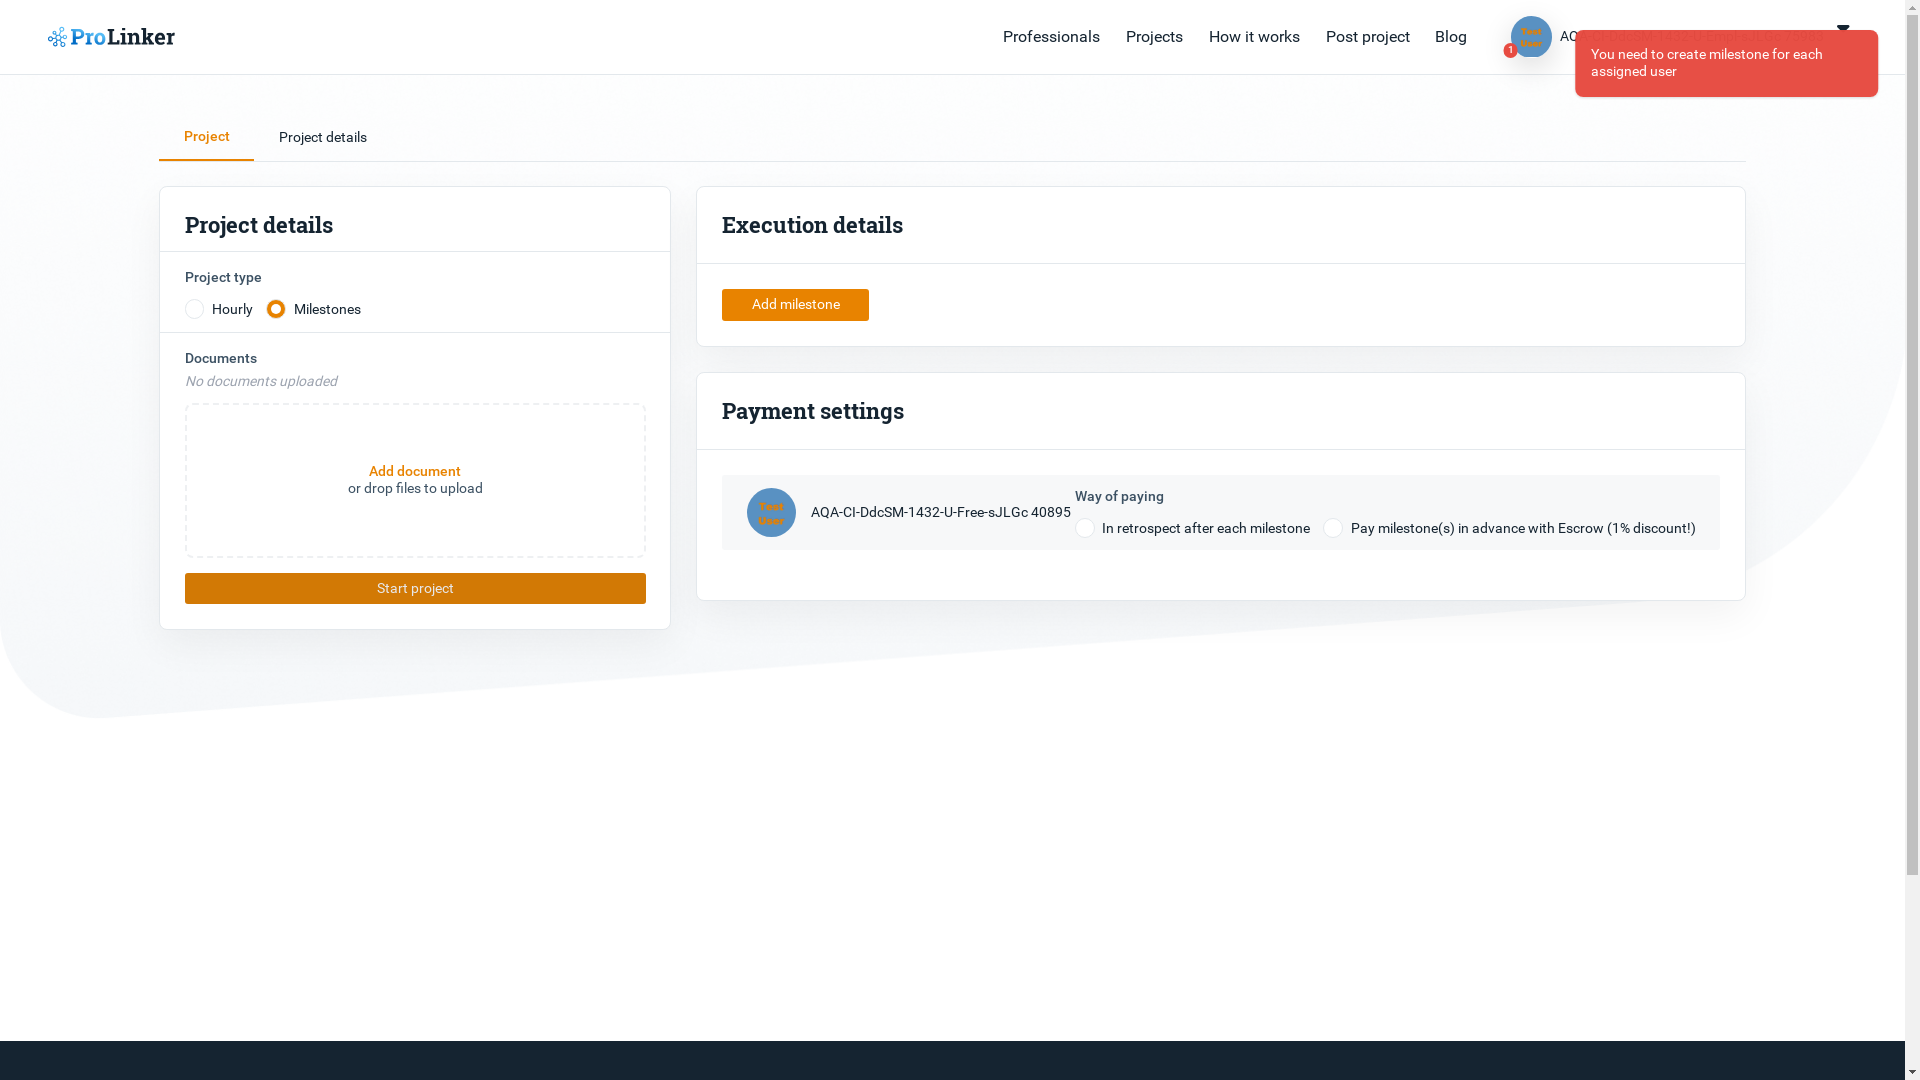 ProLinker
Professionals
Projects
How it works
Post project
Blog
Test
User
1
You need to create milestone for each
assigned user
Project
Project details
Project details
Project type
Hourly
Milestones
Documents
No documents uploaded
Add document
or drop files to upload
Start project
Execution details
Add milestone
Payment settings
Test
User
AQA-CI-DdcSM-1432-U-Free-sJLGc 40895
Way of paying
In retrospect after each milestone
Pay milestone(s) in advance with Escrow (1% discount!)